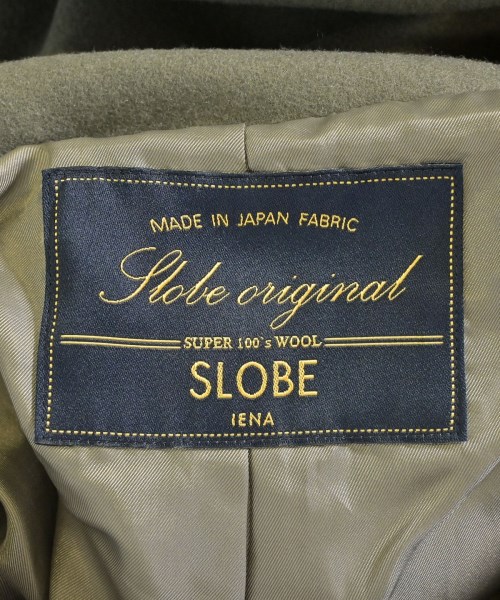 MADE IN JAPAN FABRIC
Slobe original
SUPER 100's WOOL
SLOBE
IENA